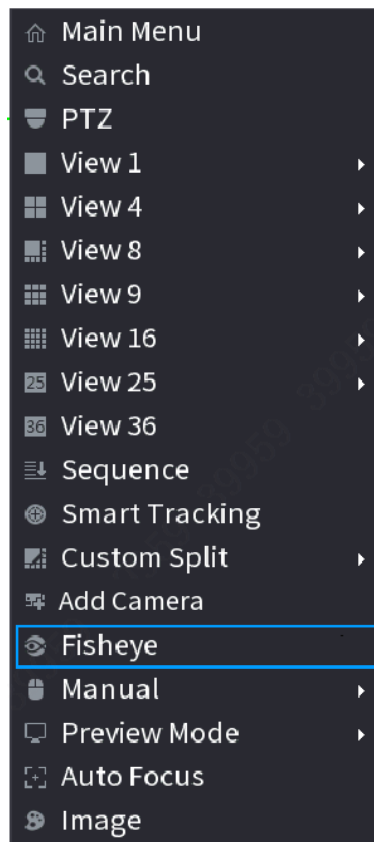 Main Menu
Search
PTZ
View 1
View 4
View 8
View 9
View 16
25 View 25
36 View 36
Sequence
Smart Tracking
Custom Split
Add Camera
Fisheye
Manual
Preview Mode
Auto Focus
Image